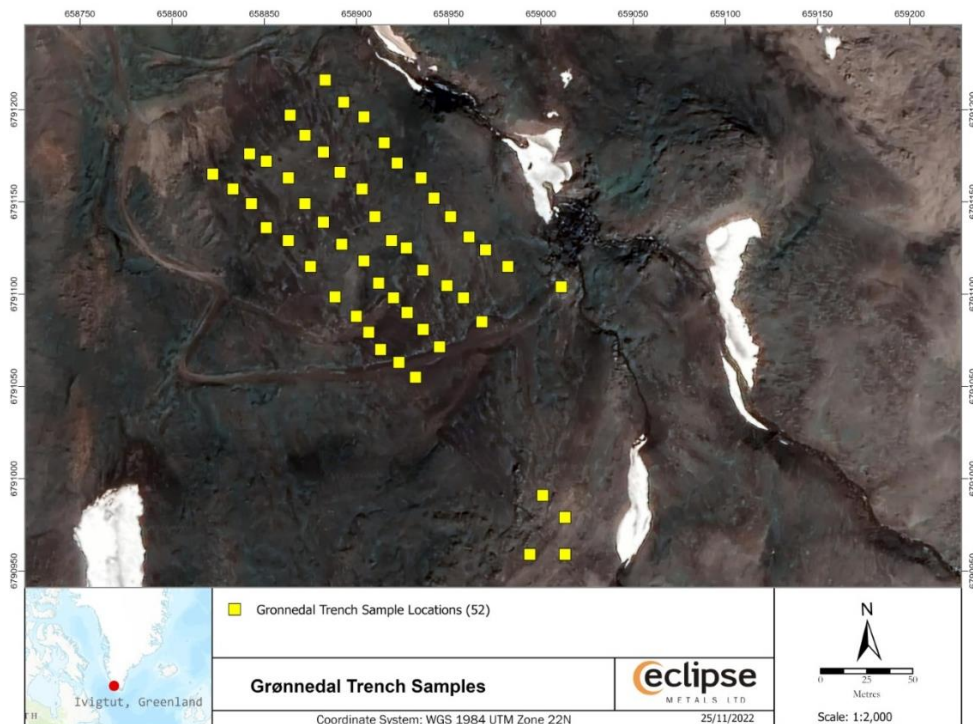 658750 658800 658850 658900 658950 659000 659050 659100 659150 659200
6791200
6791150
6791100
6791050
6791000
6790950
6791200
6791150
6791100
6791050
6791000
6790950
Gronnedal Trench Sample Locations (52)
Ivigtut, Greenland
TH
Grønnedal Trench Samples
eclipse
METALS LTD
Coordinate System: WGS 1984 UTM Zone 22N
25/11/2022
N
0 25 50
Metres
Scale: 1:2,000